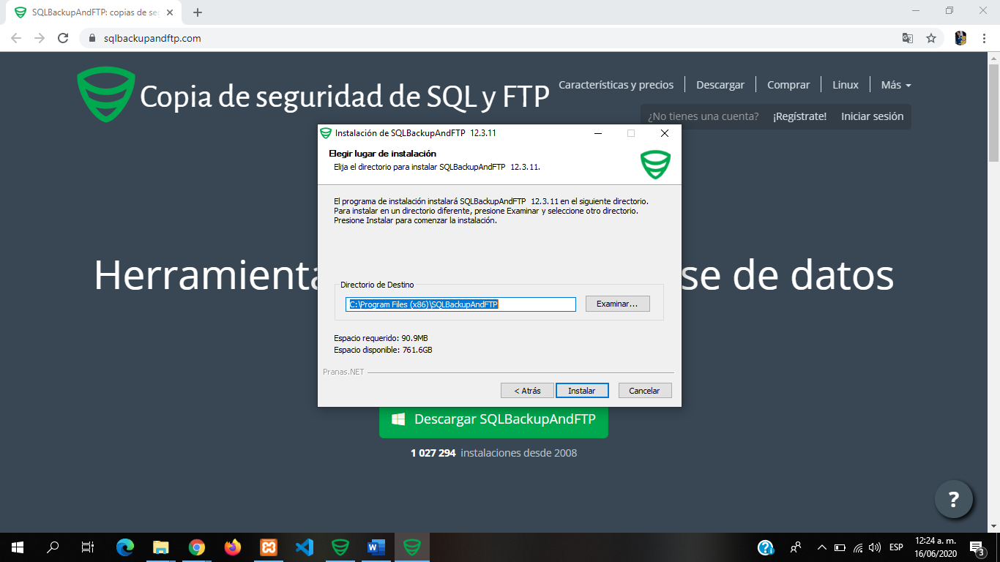 SQLBackupAndFTP: copias de seg
sqlbackupandftp.com
Copia de seguridad de SQL y FTP
Características y precios
Descargar
Comprar
Linux
Más
¿No tienes una cuenta?
¡Regístrate!
Iniciar sesión
Instalación de SQLBackupAndFTP 12.3.11
Elegir lugar de instalación
Elija el directorio para instalar SQLBackupAndFTP 12.3.11.
El programa de instalación instalará SQLBackupAndFTP 12.3.11 en el siguiente directorio.
Para instalar en un directorio diferente, presione Examinar y seleccione otro directorio.
Presione Instalar para comenzar la instalación.
Herramienta
se de datos
Directorio de Destino
C:\Program Files (x86)\SQLBackupAndFTP
Examinar...
Espacio requerido: 90.9MB
Espacio disponible: 761.6GB
Pranas.NET
< Atrás
Instalar
Cancelar
Descargar SQLBackupAndFTP
1 027 294 instalaciones desde 2008
?
ESP
12:24 a. m.
16/06/2020
3